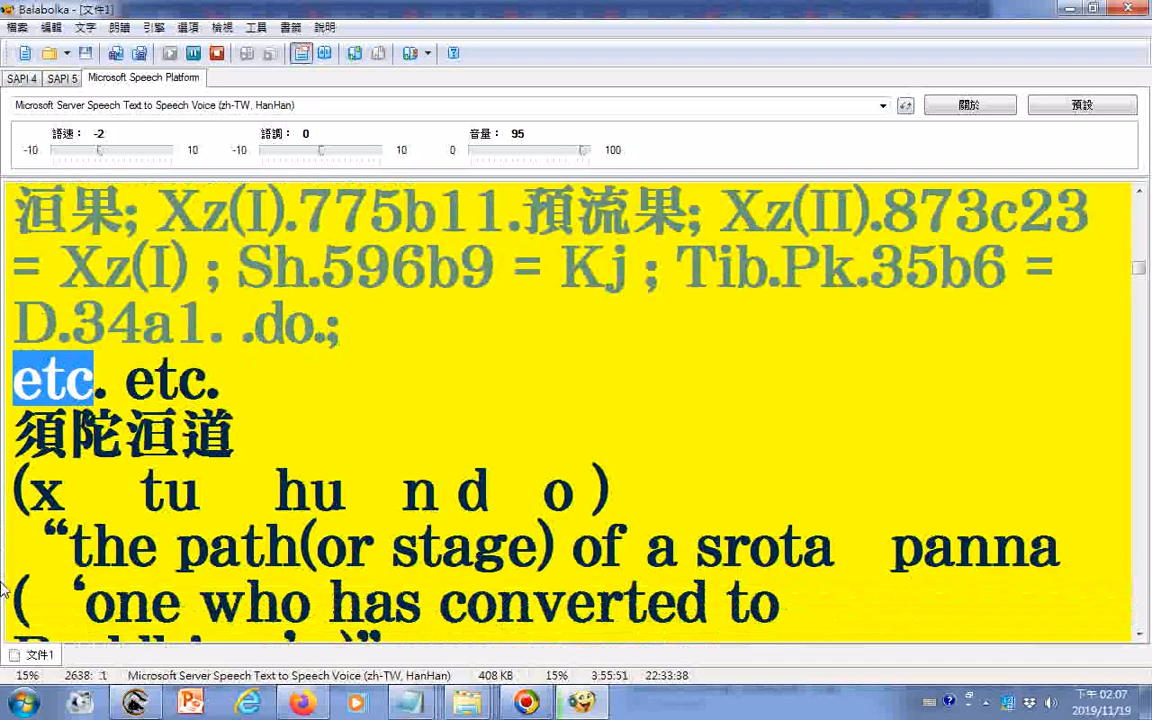 Balabolka - [文件1]
檔案 編輯 文字 朗讀 引擎 選項 檢視 工具 書籤 說明
SAPI 4 SAPI 5 Microsoft Speech Platform
Microsoft Server Speech Text to Speech Voice (zh-TW, HanHan) 關於 預設
語速： -2 語調： 0 音量： 95
-10 10 -10 10 0 100
洹果; Xz(I).775b11.預流果; Xz(II).873c23
= Xz(I) ; Sh.596b9 = Kj ; Tib.Pk.35b6 =
D.34a1. .do.;
etc. etc.
須陀洹道
(x tu hu n d o )
“the path(or stage) of a srota panna
( ‘one who has converted to
文件1
15% 2638: Microsoft Server Speech Text to Speech Voice (zh-TW, HanHan) 408 KB 15% 3:55:51 22:33:38
下午 02:07
2019/11/19